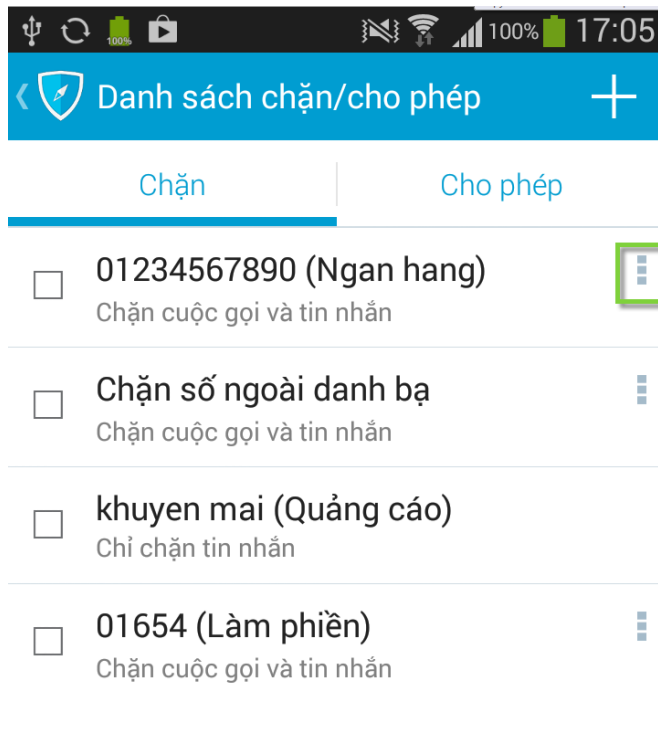 100%
100%
17:05
Danh sách chặn/cho phép
Chặn
Cho phép
01234567890 (Ngan hang)
Chặn cuộc gọi và tin nhắn
Chặn số ngoài danh bạ
Chặn cuộc gọi và tin nhắn
khuyen mai (Quảng cáo)
Chỉ chặn tin nhắn
01654 (Làm phiền)
Chặn cuộc gọi và tin nhắn